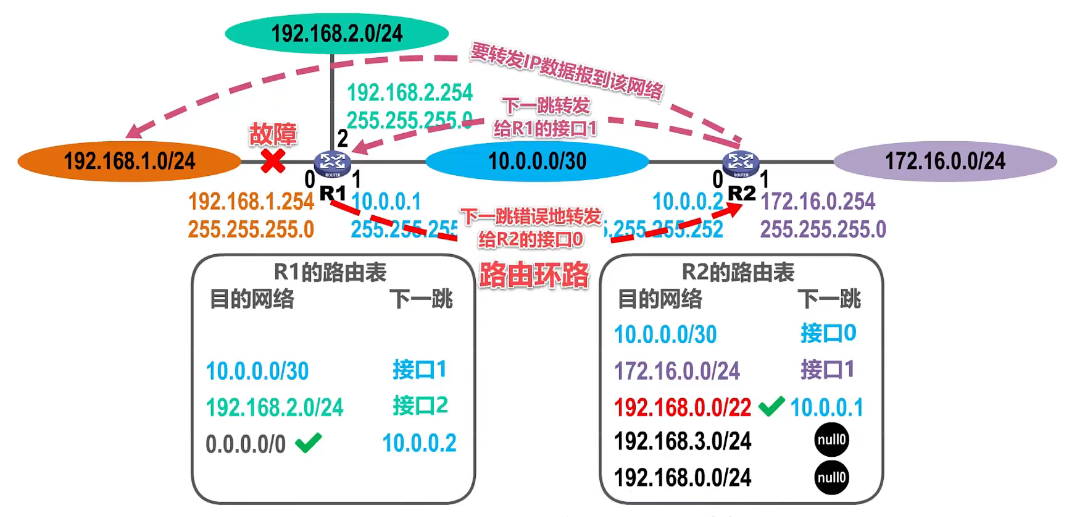 192.168.2.0/24
要转发IP数据报到该网络
192.168.2.254
255.255.255.0
下一跳转发
给R1的接口1
故障
2
192.168.1.0/24
10.0.0.0/30
172.16.0.0/24
ROUTER
ROUTER
0
1
0
1
R1
R2
192.168.1.254
255.255.255.0
10.0.0.1
255.255.255
下一跳错误地转发
给R2的接口0
10.0.0.2
.255.255.252
172.16.0.254
255.255.255.0
路由环路
R1的路由表
目的网络 下一跳
10.0.0.0/30 接口1
192.168.2.0/24 接口2
0.0.0.0/0 10.0.0.2
R2的路由表
目的网络 下一跳
10.0.0.0/30 接口0
172.16.0.0/24 接口1
192.168.0.0/22 10.0.0.1
192.168.3.0/24 null0
192.168.0.0/24 null0